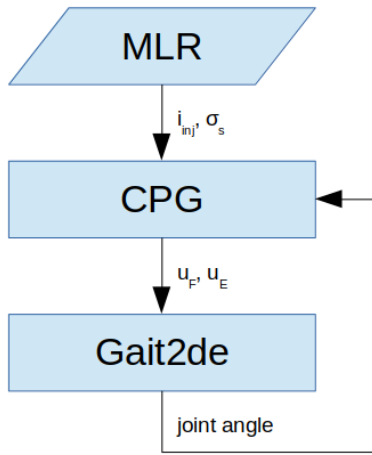 MLR
i_inj, σ_s
CPG
u_F, u_E
Gait2de
joint angle